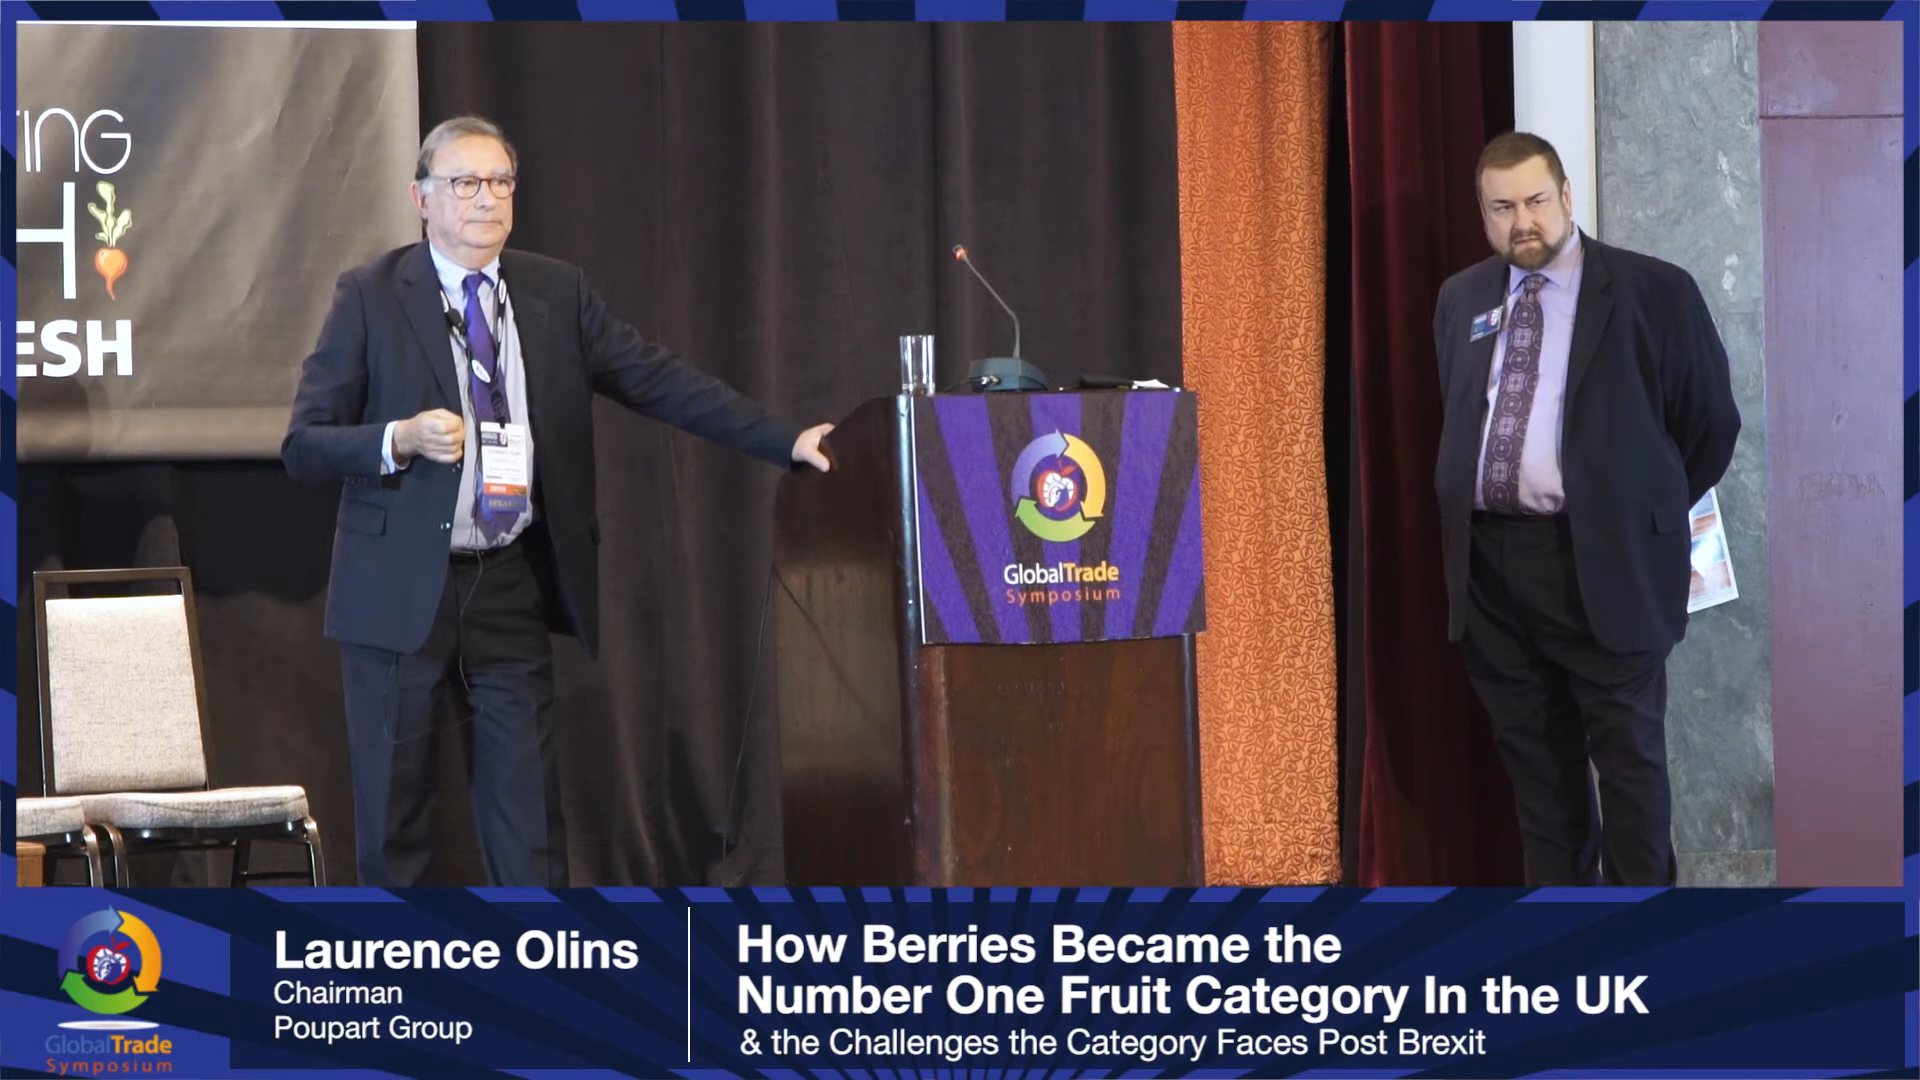 ING
H
ESH
GlobalTrade
Symposium
Laurence Olins
Chairman
Poupart Group
How Berries Became the
Number One Fruit Category In the UK
& the Challenges the Category Faces Post Brexit
GlobalTrade
Symposium